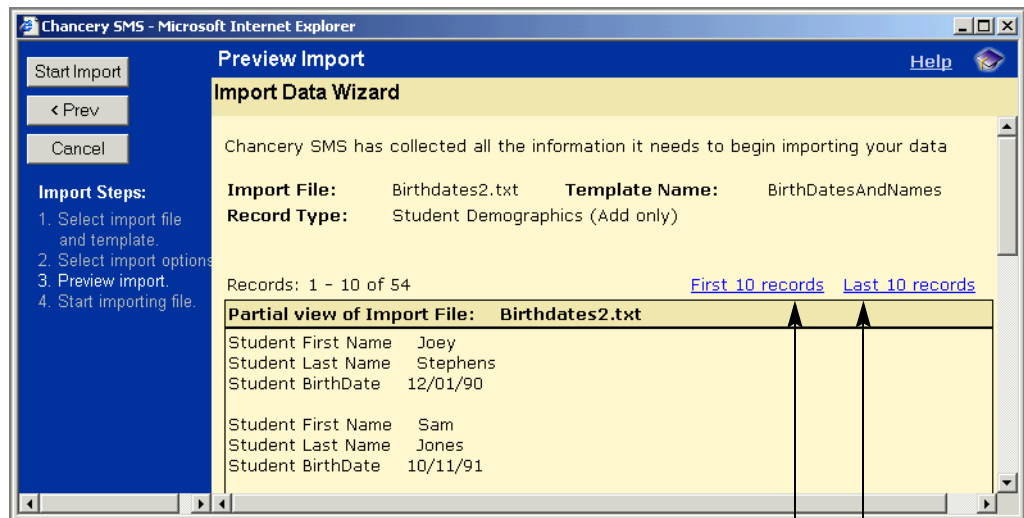 Chancery SMS - Microsoft Internet Explorer
Start Import
< Prev
Cancel
Import Steps:
1. Select import file
and template.
2. Select import options
3. Preview import.
4. Start importing file.
Preview Import
Help
Import Data Wizard
Chancery SMS has collected all the information it needs to begin importing your data
Import File: Birthdates2.txt Template Name: BirthDatesAndNames
Record Type: Student Demographics (Add only)
Records: 1 - 10 of 54 First 10 records Last 10 records
Partial view of Import File: Birthdates2.txt
Student First Name Joey
Student Last Name Stephens
Student BirthDate 12/01/90
Student First Name Sam
Student Last Name Jones
Student BirthDate 10/11/91